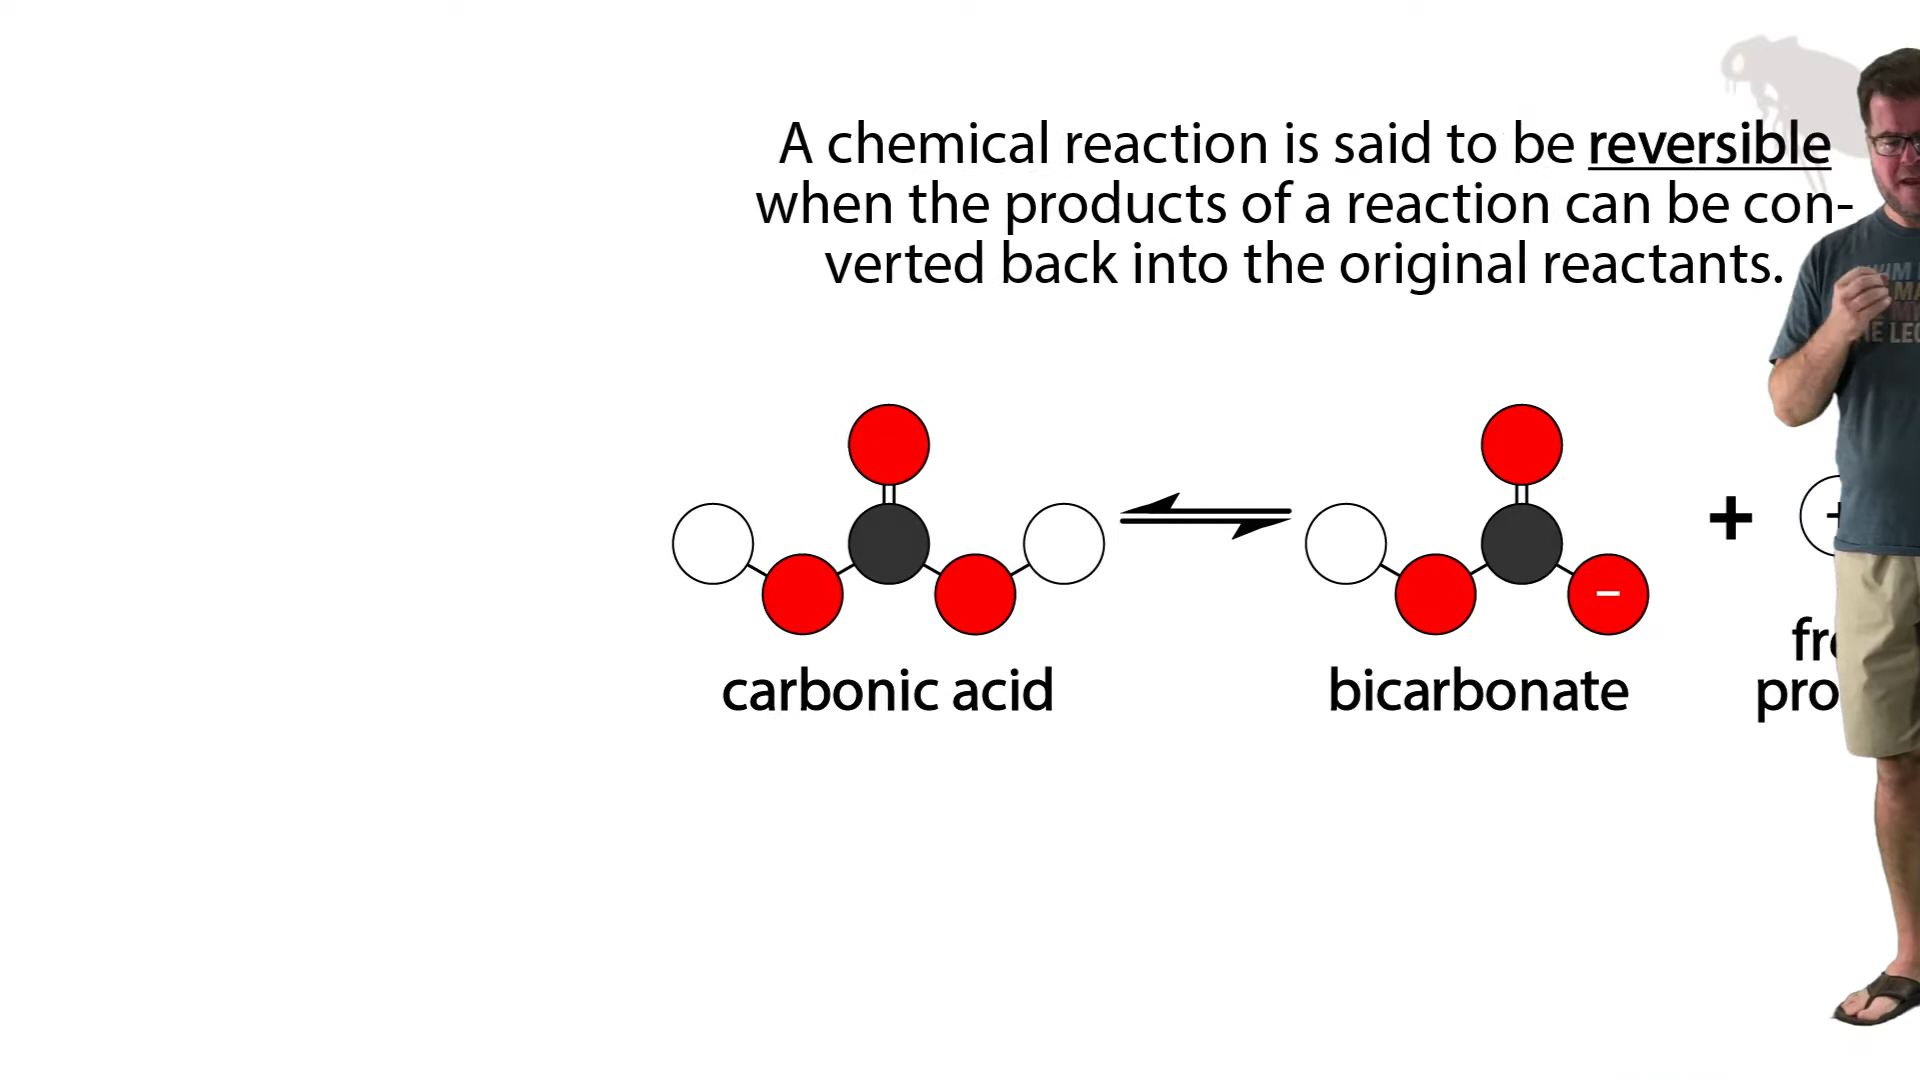 A chemical reaction is said to be reversible
when the products of a reaction can be con-
verted back into the original reactants.
+
–
carbonic acid
bicarbonate